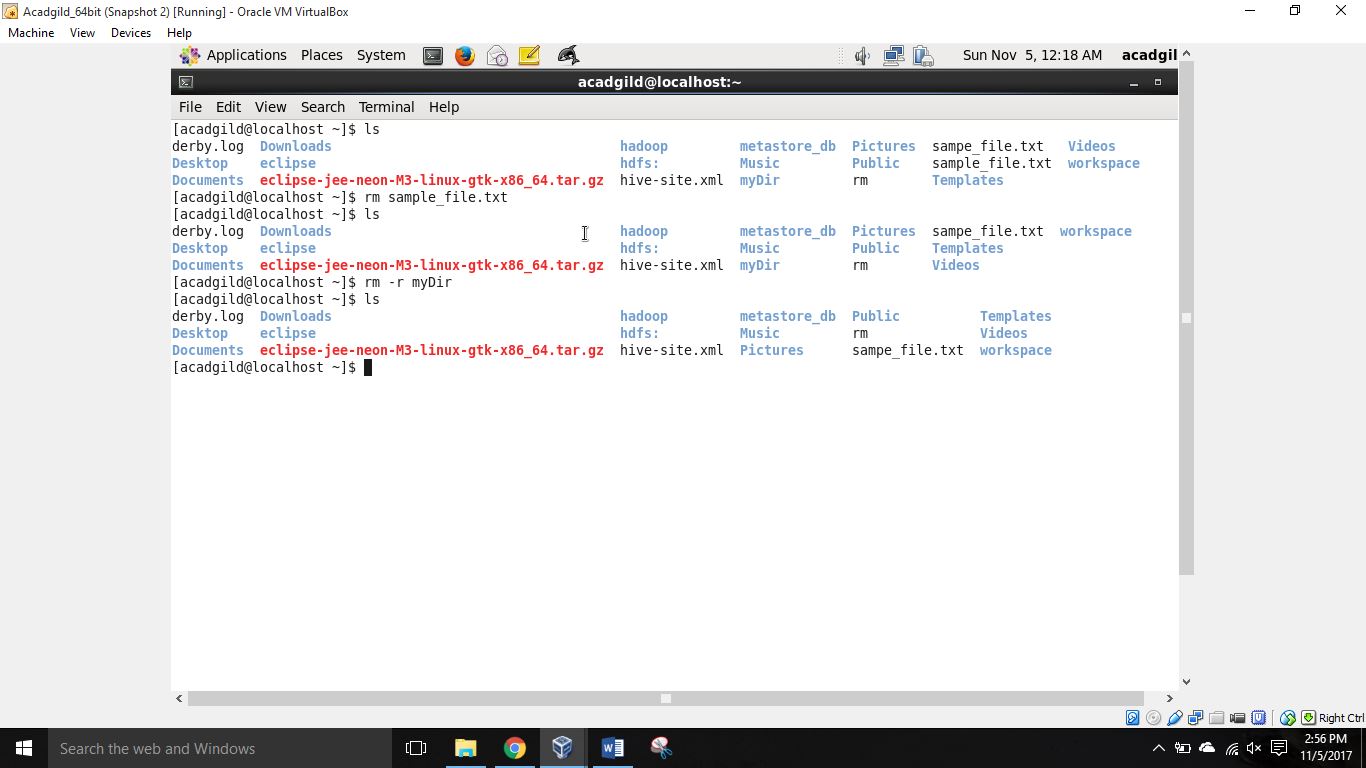 Acadgild_64bit (Snapshot 2) [Running] - Oracle VM VirtualBox
Machine View Devices Help
Applications Places System Sun Nov 5, 12:18 AM acadgil
acadgild@localhost:~
File Edit View Search Terminal Help
[acadgild@localhost ~]$ ls
derby.log Downloads hadoop metastore_db Pictures sampe_file.txt Videos
Desktop eclipse hdfs: Music Public sample_file.txt workspace
Documents eclipse-jee-neon-M3-linux-gtk-x86_64.tar.gz hive-site.xml myDir rm Templates
[acadgild@localhost ~]$ rm sample_file.txt
[acadgild@localhost ~]$ ls
derby.log Downloads hadoop metastore_db Pictures sampe_file.txt workspace
Desktop eclipse hdfs: Music Public Templates
Documents eclipse-jee-neon-M3-linux-gtk-x86_64.tar.gz hive-site.xml myDir rm Videos
[acadgild@localhost ~]$ rm -r myDir
[acadgild@localhost ~]$ ls
derby.log Downloads hadoop metastore_db Public Templates
Desktop eclipse hdfs: Music rm Videos
Documents eclipse-jee-neon-M3-linux-gtk-x86_64.tar.gz hive-site.xml Pictures sampe_file.txt workspace
[acadgild@localhost ~]$
Right Ctrl
Search the web and Windows
2:56 PM
11/5/2017